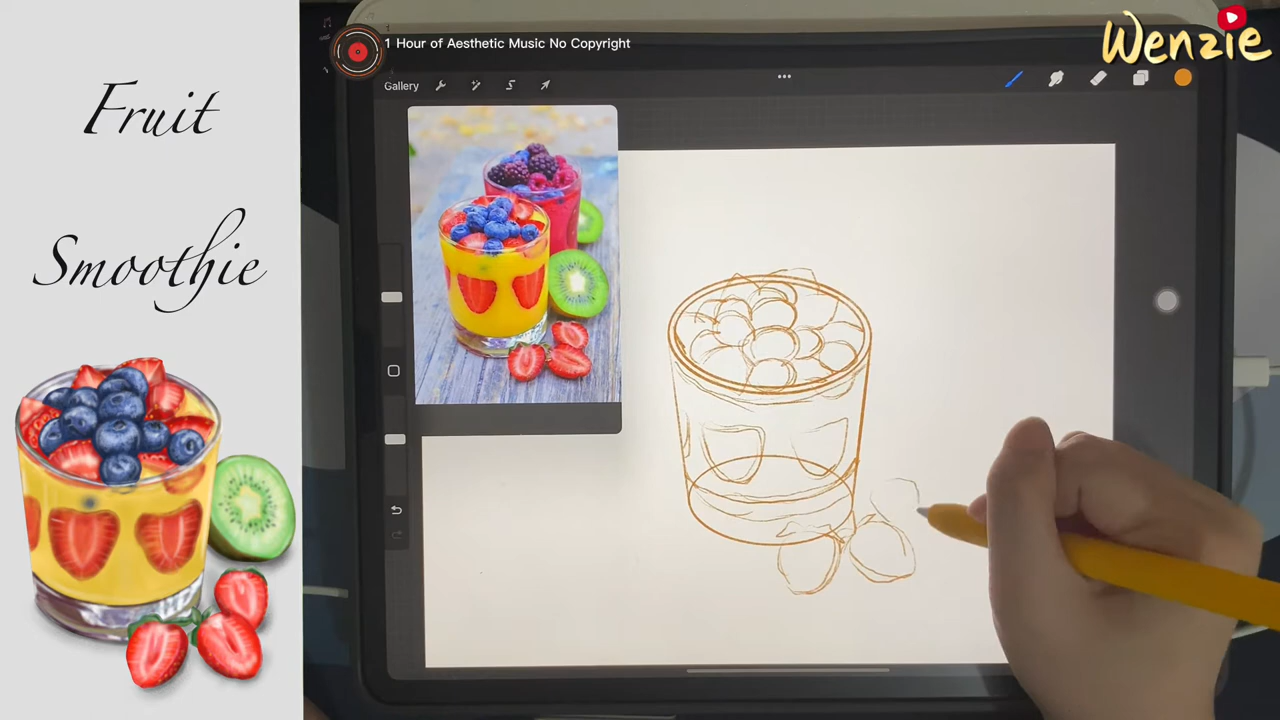 Fruit
Smoothie
1 Hour of Aesthetic Music No Copyright
Gallery
Wenzie